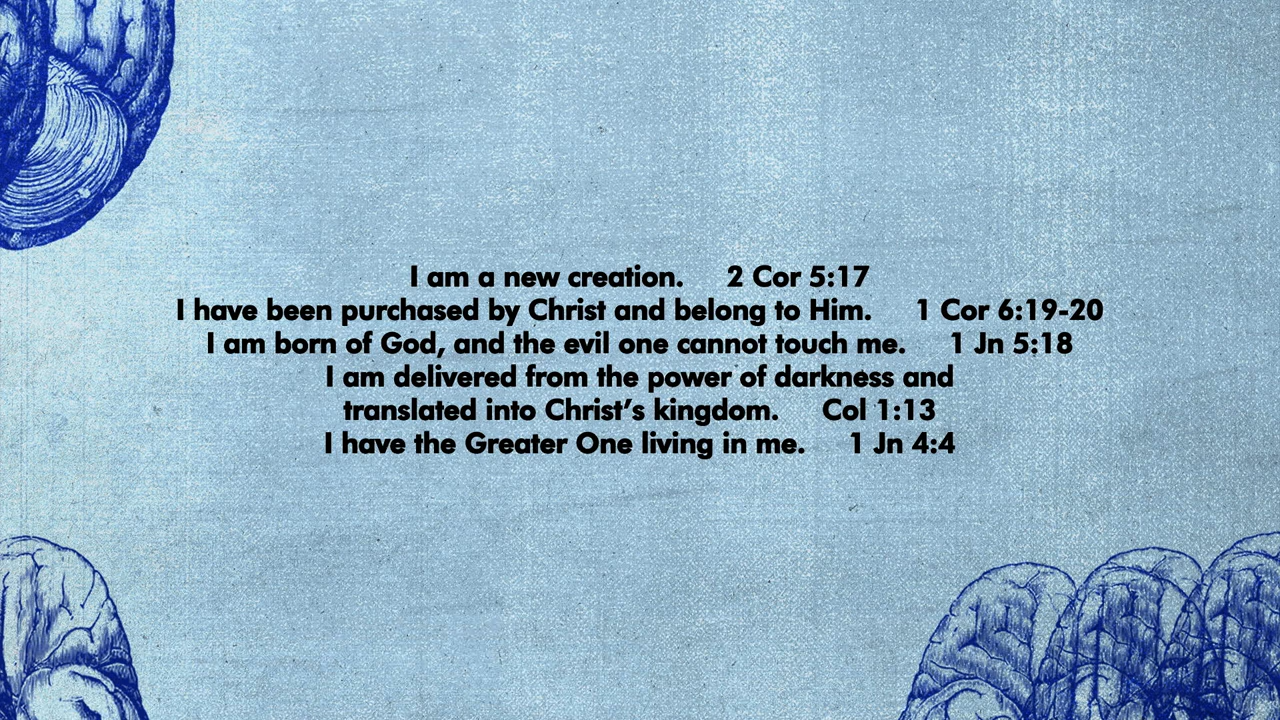 I am a new creation. 2 Cor 5:17
I have been purchased by Christ and belong to Him. 1 Cor 6:19-20
I am born of God, and the evil one cannot touch me. 1 Jn 5:18
I am delivered from the power of darkness and
translated into Christ’s kingdom. Col 1:13
I have the Greater One living in me. 1 Jn 4:4